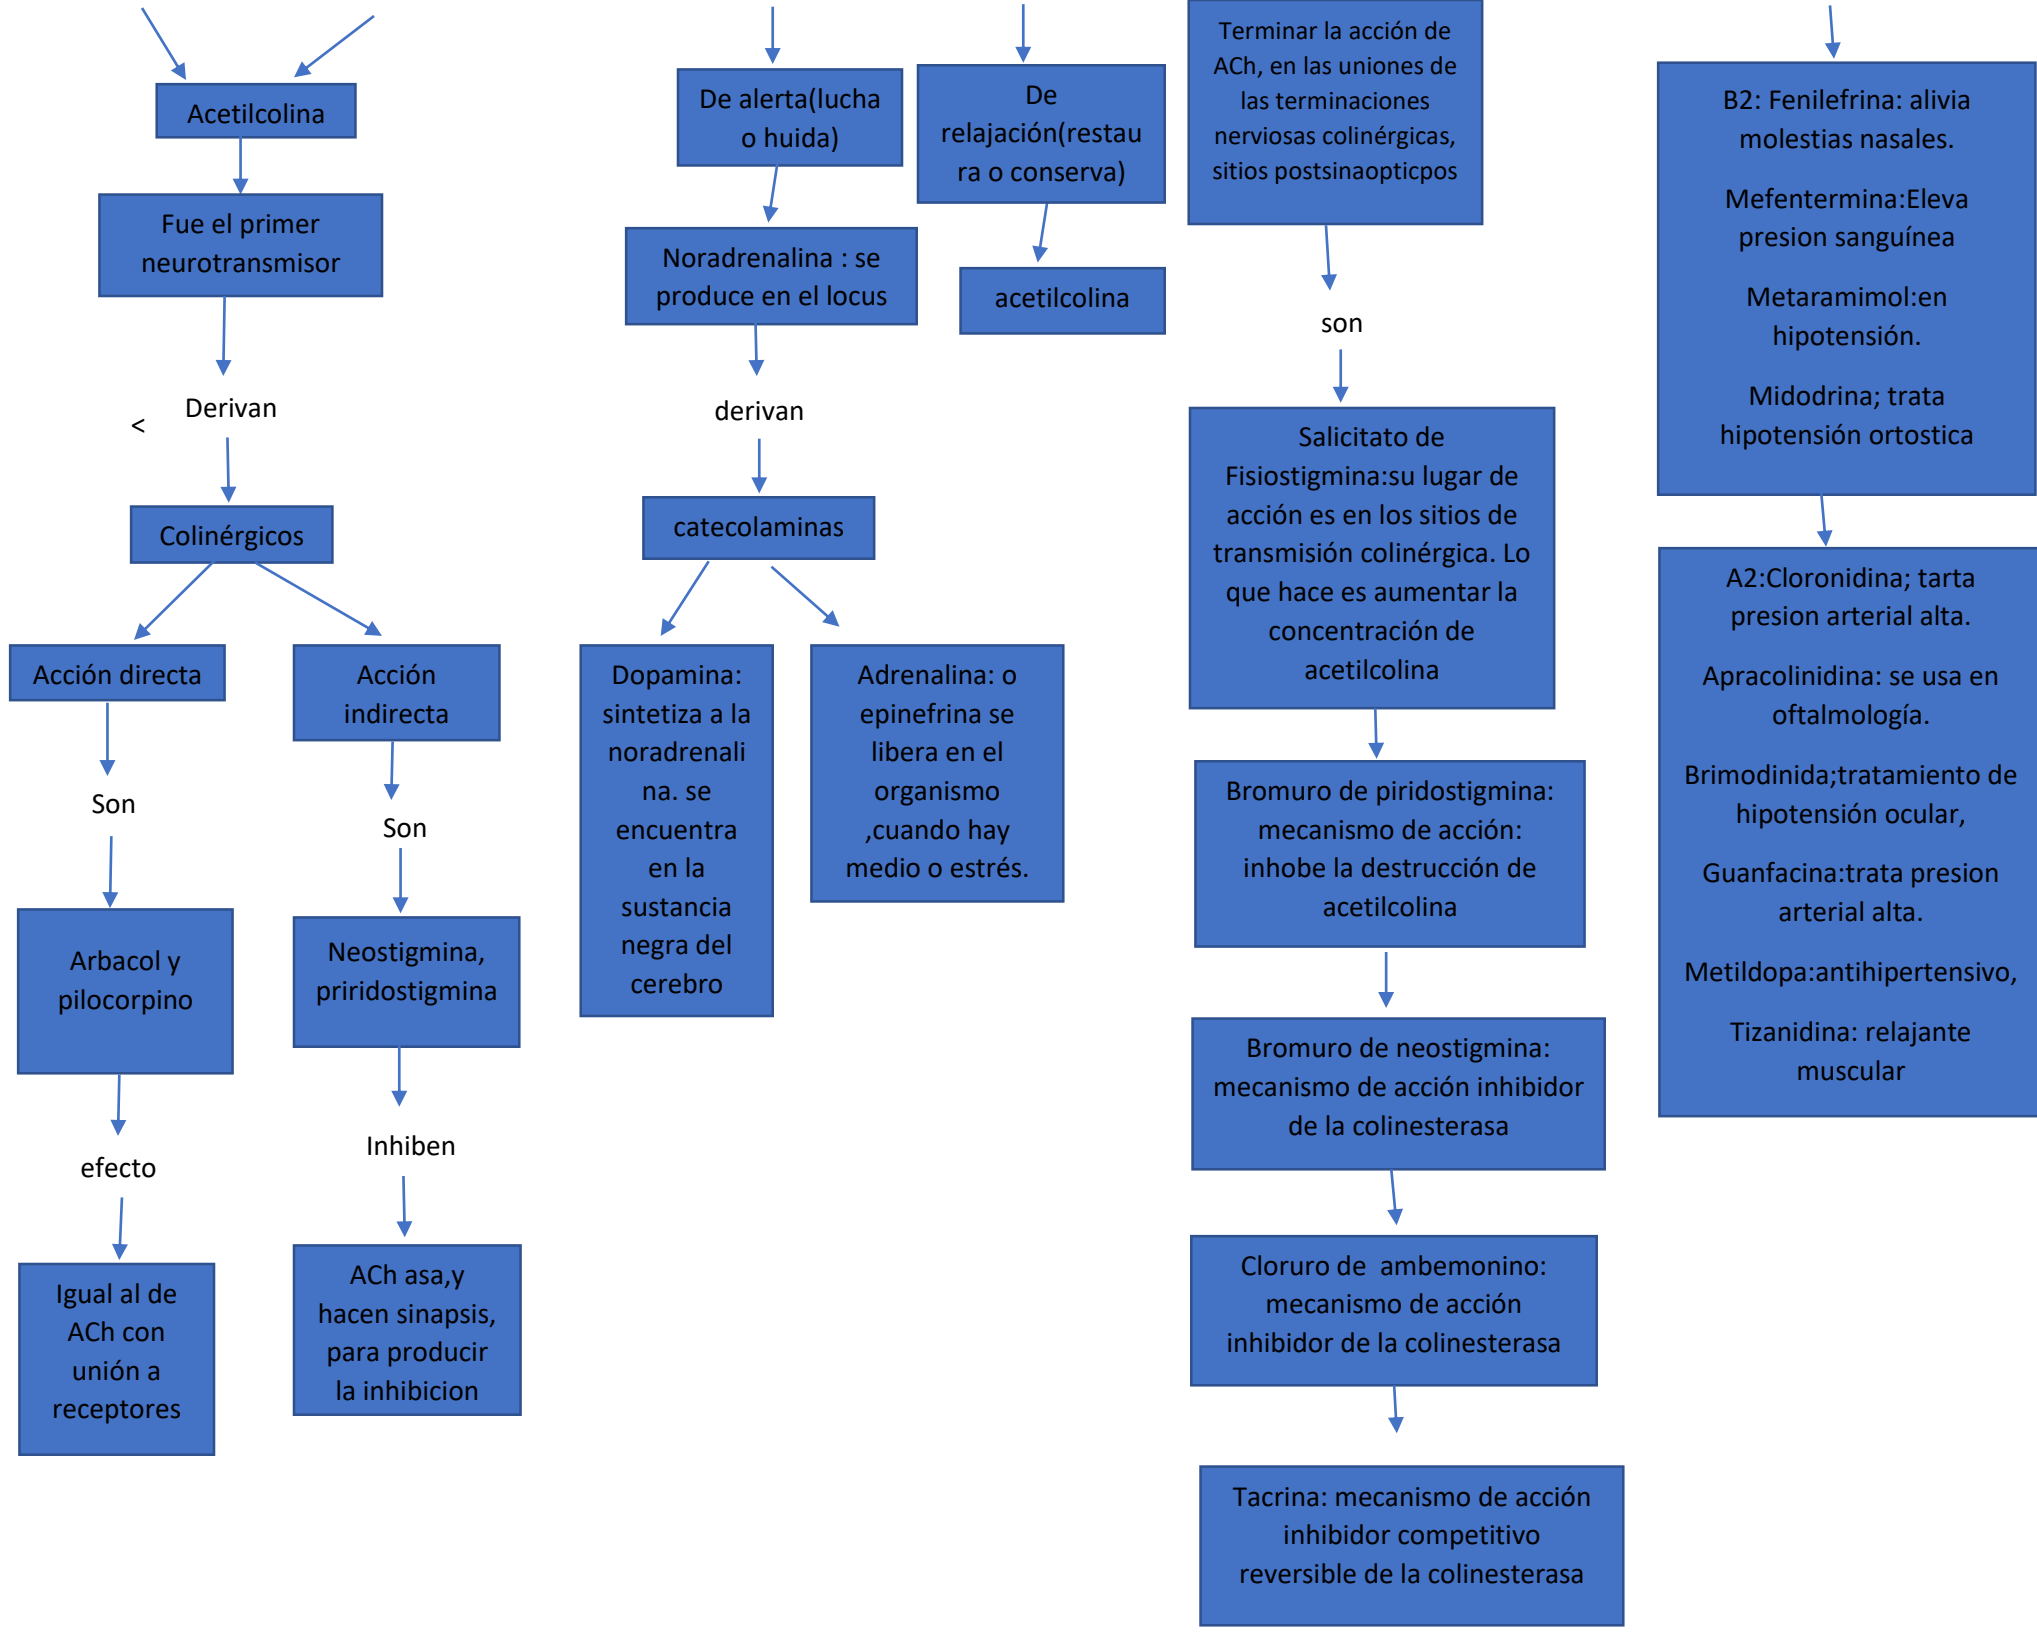 Acetilcolina
Fue el primer
neurotransmisor
Derivan
<
Colinérgicos
Acción directa
Son
Arbacol y
pilocorpino
efecto
Igual al de
ACh con
unión a
receptores
Acción
indirecta
Son
Neostigmina,
priridostigmina
Inhiben
ACh asa,y
hacen sinapsis,
para producir
la inhibicion
De alerta(lucha
o huida)
Noradrenalina : se
produce en el locus
derivan
catecolaminas
Dopamina:
sintetiza a la
noradrenali
na. se
encuentra
en la
sustancia
negra del
cerebro
Adrenalina: o
epinefrina se
libera en el
organismo
,cuando hay
medio o estrés.
De
relajación(restau
ra o conserva)
acetilcolina
Terminar la acción de
ACh, en las uniones de
las terminaciones
nerviosas colinérgicas,
sitios postsinaopticpos
son
Salicitato de
Fisiostigmina:su lugar de
acción es en los sitios de
transmisión colinérgica. Lo
que hace es aumentar la
concentración de
acetilcolina
Bromuro de piridostigmina:
mecanismo de acción:
inhobe la destrucción de
acetilcolina
Bromuro de neostigmina:
mecanismo de acción inhibidor
de la colinesterasa
Cloruro de  ambemonino:
mecanismo de acción
inhibidor de la colinesterasa
Tacrina: mecanismo de acción
inhibidor competitivo
reversible de la colinesterasa
B2: Fenilefrina: alivia
molestias nasales.
Mefentermina:Eleva
presion sanguínea
Metaramimol:en
hipotensión.
Midodrina; trata
hipotensión ortostica
A2:Cloronidina; tarta
presion arterial alta.
Apracolinidina: se usa en
oftalmología.
Brimodinida;tratamiento de
hipotensión ocular,
Guanfacina:trata presion
arterial alta.
Metildopa:antihipertensivo,
Tizanidina: relajante
muscular